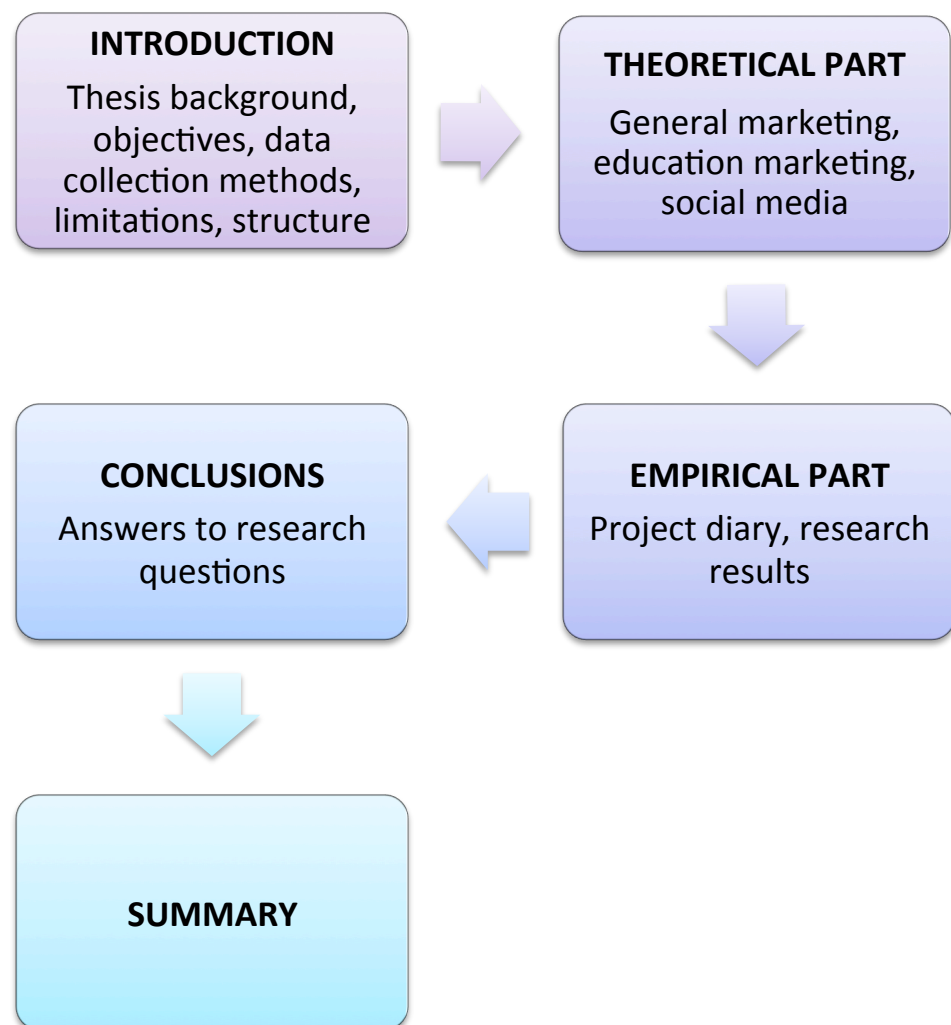 INTRODUCTION
Thesis background,
objectives, data
collection methods,
limitations, structure
THEORETICAL PART
General marketing,
education marketing,
social media
EMPIRICAL PART
Project diary, research
results
CONCLUSIONS
Answers to research
questions
SUMMARY